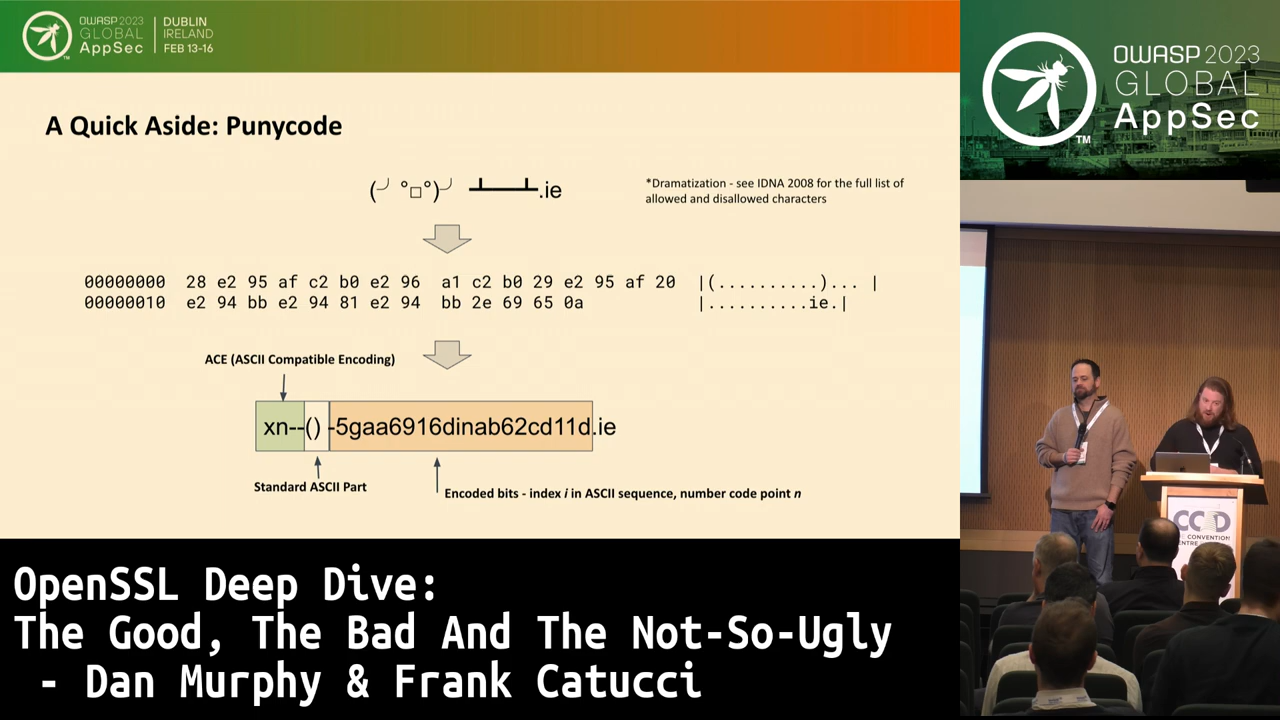 OWASP 2023
GLOBAL
AppSec
DUBLIN
IRELAND
FEB 13-16
TM
A Quick Aside: Punycode
(╯°□°)╯ ┻━┻.ie
*Dramatization - see IDNA 2008 for the full list of
allowed and disallowed characters
00000000  28 e2 95 af c2 b0 e2 96  a1 c2 b0 29 e2 95 af 20  |(..........)... |
00000010  e2 94 bb e2 94 81 e2 94  bb 2e 69 65 0a  |..........ie.|
ACE (ASCII Compatible Encoding)
xn--() -5gaa6916dinab62cd11d.ie
Standard ASCII Part
Encoded bits - index i in ASCII sequence, number code point n
OpenSSL Deep Dive:
The Good, The Bad And The Not-So-Ugly
- Dan Murphy & Frank Catucci
OWASP 2023
GLOBAL
AppSec
TM
CONVENTION